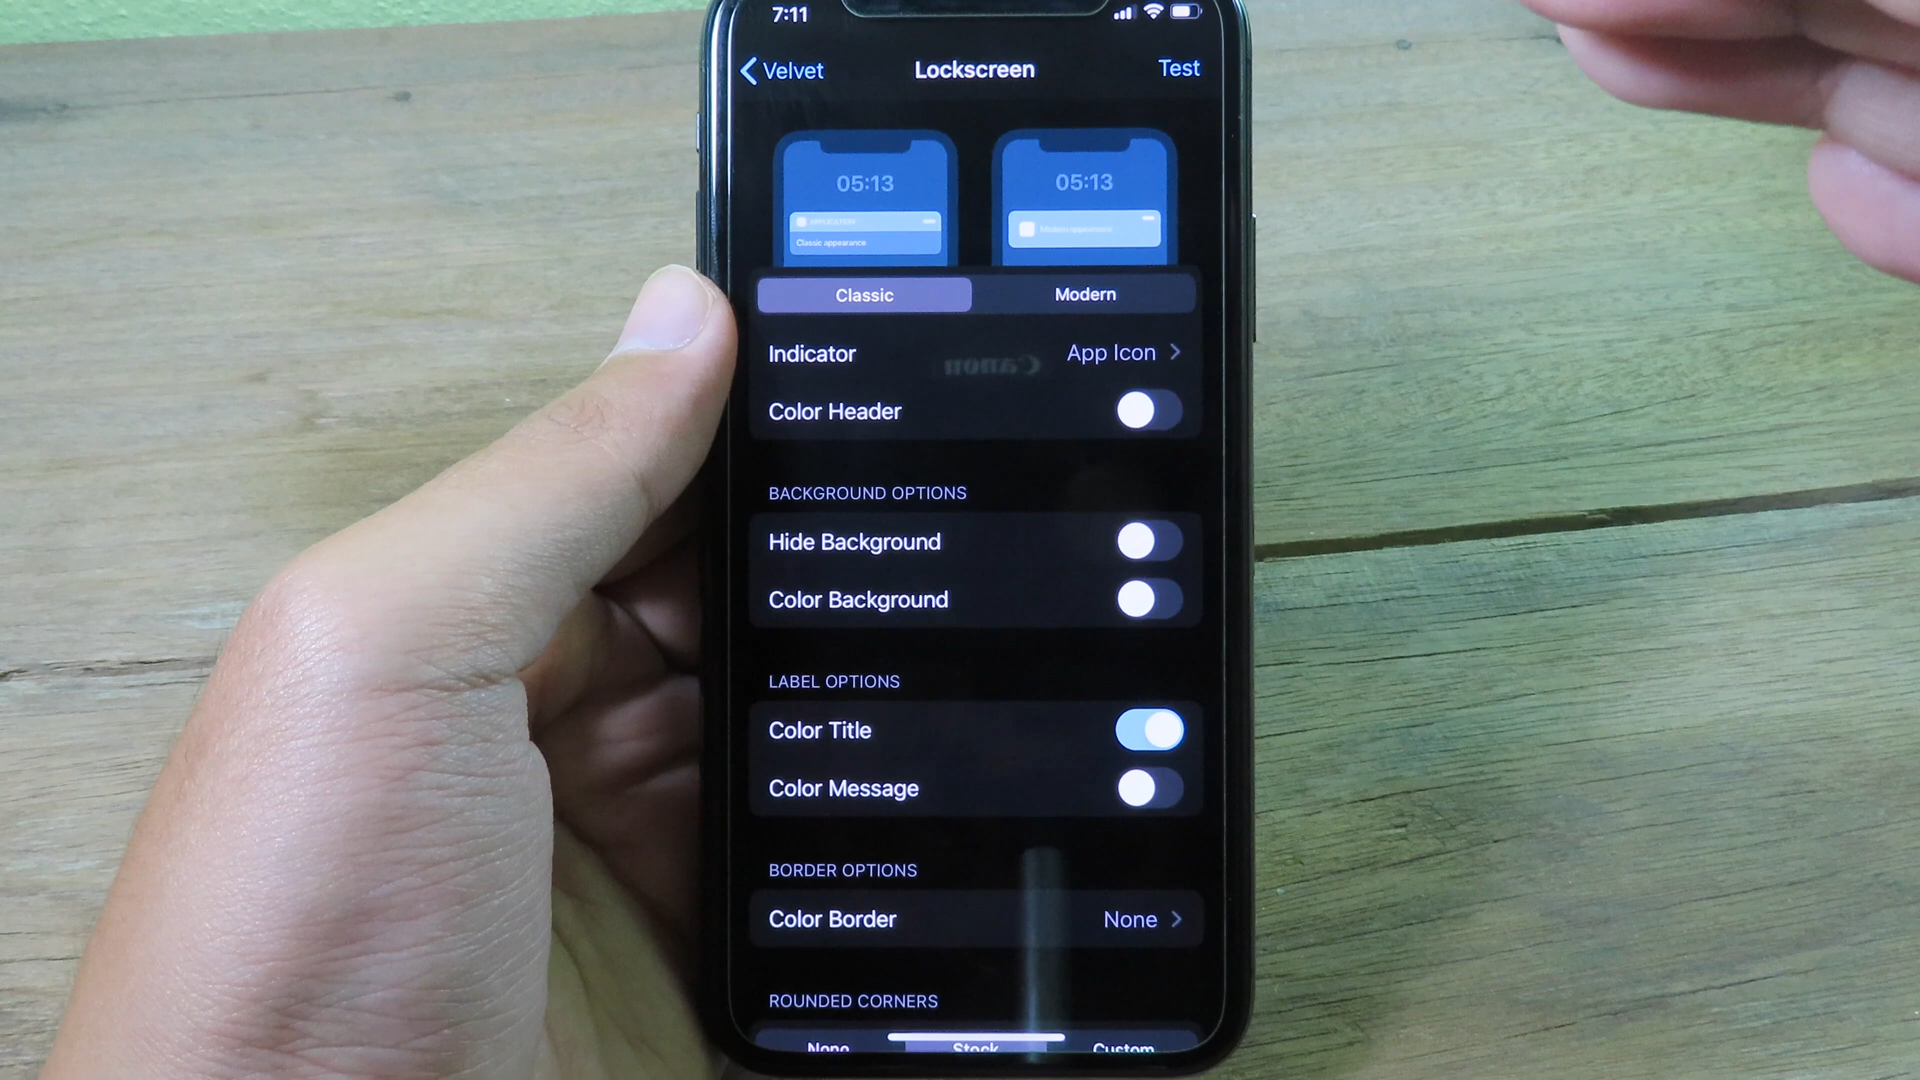 7:11
Velvet Lockscreen Test
05:13 05:13
APPLICATION
Classic appearance
Modern appearance
Classic Modern
Indicator App Icon
Canon
Color Header
BACKGROUND OPTIONS
Hide Background
Color Background
LABEL OPTIONS
Color Title
Color Message
BORDER OPTIONS
Color Border None
ROUNDED CORNERS
None Stock Custom